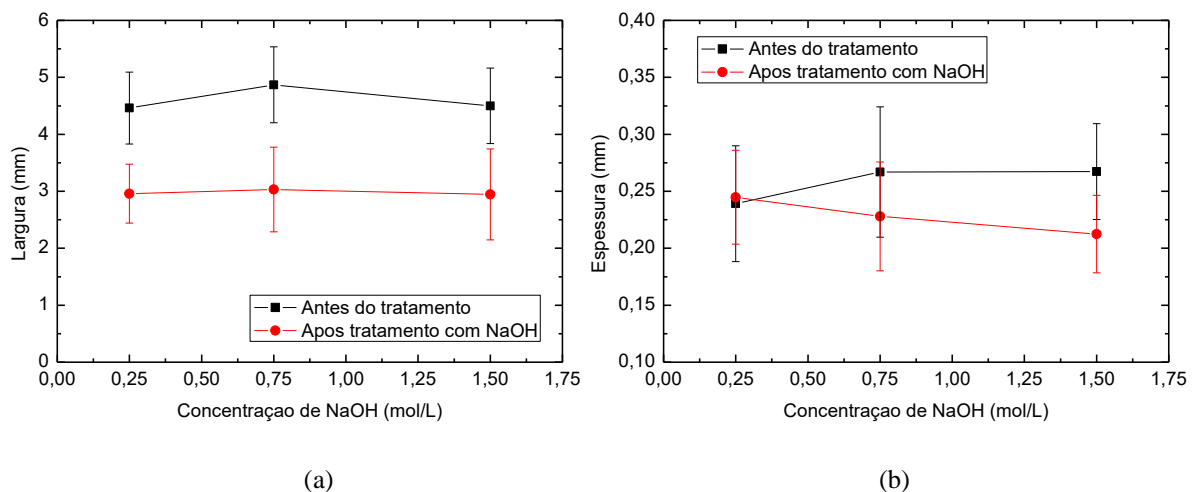 6
5
4
3
2
1
0
Largura (mm)
Antes do tratamento
Apos tratamento com NaOH
0,00 0,25 0,50 0,75 1,00 1,25 1,50 1,75
Concentraçao de NaOH (mol/L)
(a)
0,40
0,35
0,30
0,25
0,20
0,15
0,10
Espessura (mm)
Antes do tratamento
Apos tratamento com NaOH
0,00 0,25 0,50 0,75 1,00 1,25 1,50 1,75
Concentraçao de NaOH (mol/L)
(b)